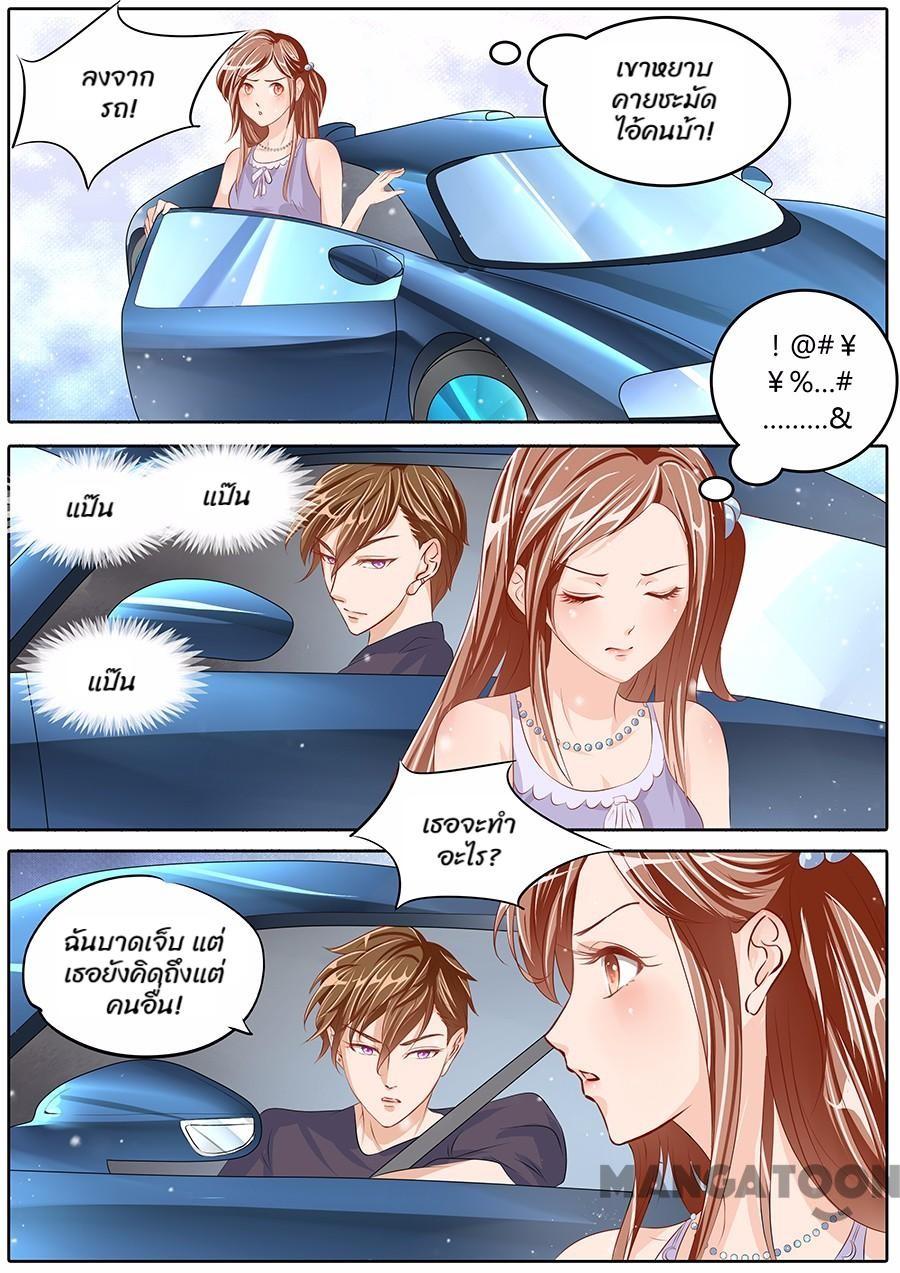 ลงจาก
รถ!
เขาหยาบ
คายชะมัด
ไอ้คนบ้า!
！@#¥
¥%...#
.........&
แป๊น
แป๊น
แป๊น
เธอจะทำ
อะไร?
ฉันบาดเจ็บ แต่
เธอยังคิดถึงแต่
คนอื่น!
MANGATOON